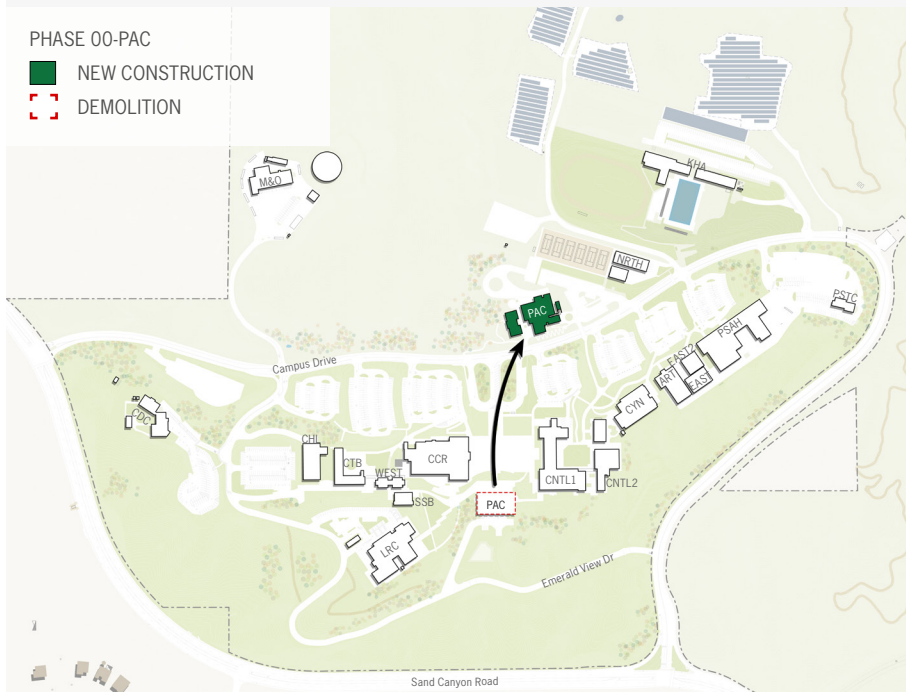 PHASE 00-PAC
NEW CONSTRUCTION
DEMOLITION
KHA
M&O
NRTH
PSTC
PAC
PSAH
EAST2
Campus Drive
ART
EAST
CYN
CDC
CHL
CTB
CCR
WEST
CNTL1
CNTL2
SSB
PAC
LRC
Emerald View Dr
Sand Canyon Road